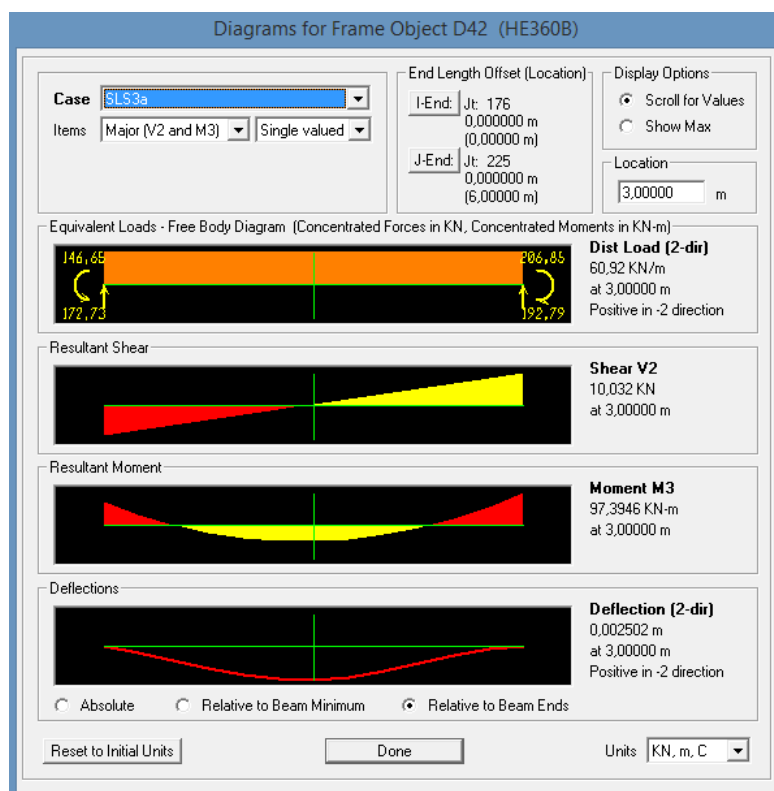 Diagrams for Frame Object D42 (HE360B)
Case SLS3a
Items Major (V2 and M3) Single valued
End Length Offset (Location)
I-End: Jt: 176
0,000000 m
(0,00000 m)
J-End: Jt: 225
0,000000 m
(6,00000 m)
Display Options
Scroll for Values
Show Max
Location
3,00000 m
Equivalent Loads - Free Body Diagram (Concentrated Forces in KN, Concentrated Moments in KN-m)
146,65 206,85
172,73 192,79
Dist Load (2-dir)
60,92 KN/m
at 3,00000 m
Positive in -2 direction
Resultant Shear
Shear V2
10,032 KN
at 3,00000 m
Resultant Moment
Moment M3
97,3946 KN-m
at 3,00000 m
Deflections
Deflection (2-dir)
0,002502 m
at 3,00000 m
Positive in -2 direction
Absolute Relative to Beam Minimum Relative to Beam Ends
Reset to Initial Units Done Units KN, m, C